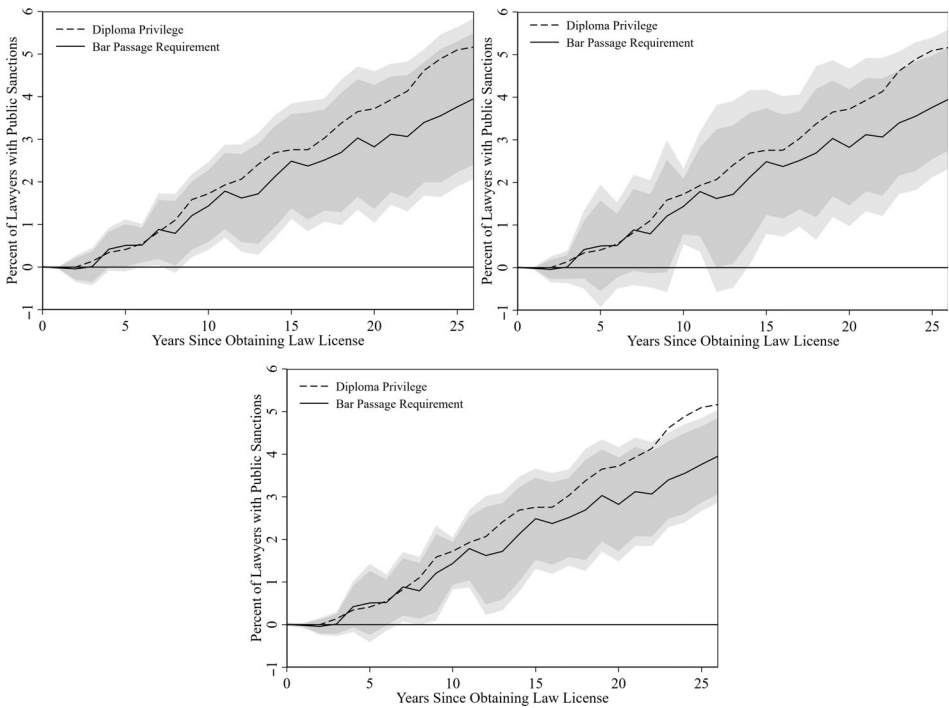 Percent of Lawyers with Public Sanctions
6
5
4
3
2
1
0
−1
Diploma Privilege
Bar Passage Requirement
0 5 10 15 20 25
Years Since Obtaining Law License
Percent of Lawyers with Public Sanctions
6
5
4
3
2
1
0
−1
Diploma Privilege
Bar Passage Requirement
0 5 10 15 20 25
Years Since Obtaining Law License
Percent of Lawyers with Public Sanctions
6
5
4
3
2
1
0
−1
Diploma Privilege
Bar Passage Requirement
0 5 10 15 20 25
Years Since Obtaining Law License